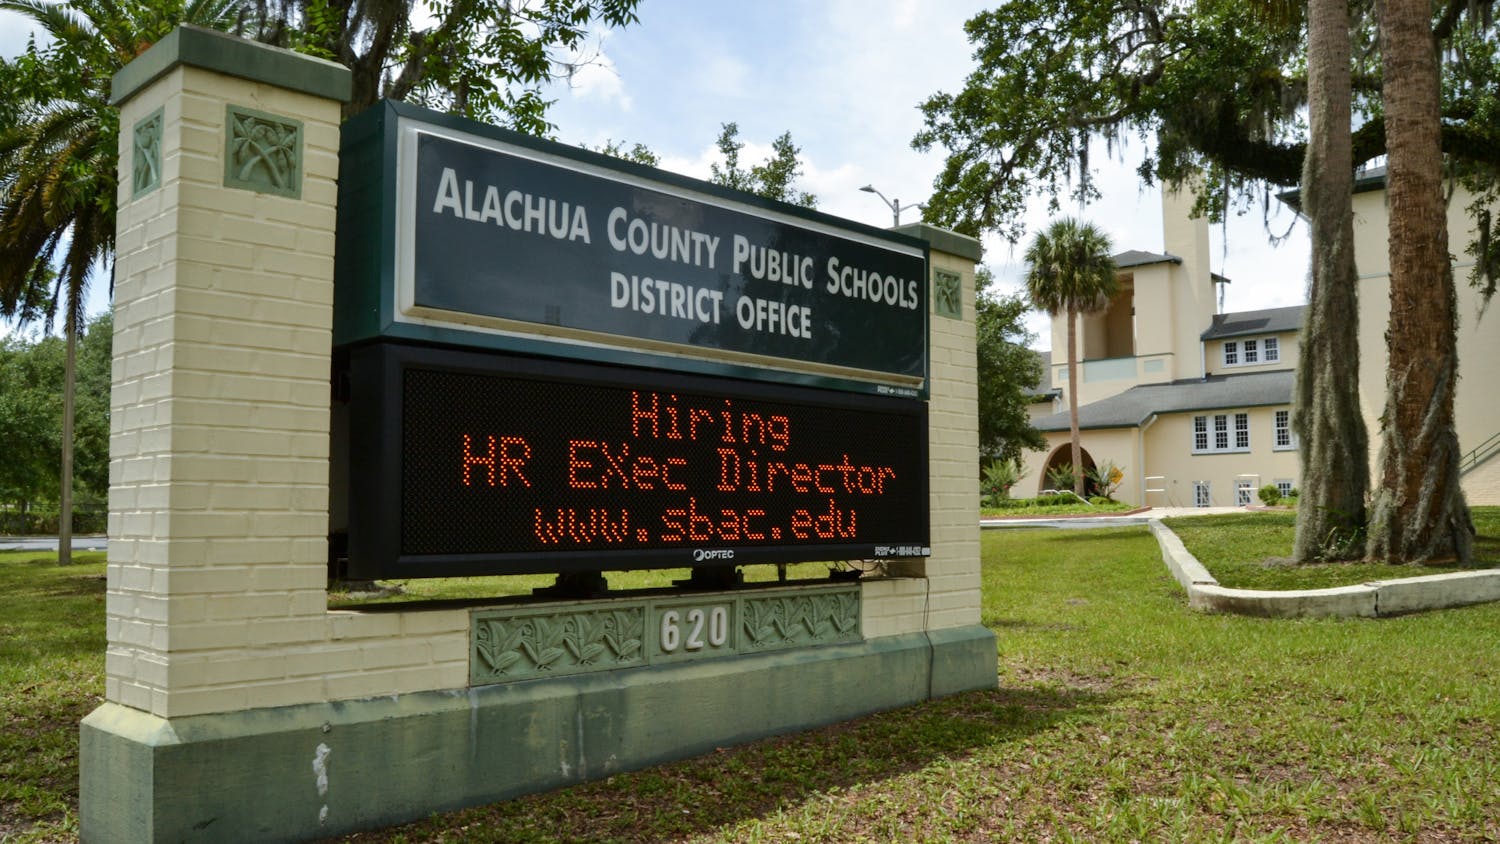 ALACHUA COUNTY PUBLIC SCHOOLS
DISTRICT OFFICE
Hiring
HR EXec Director
www.sbac.edu
OPTEC
620